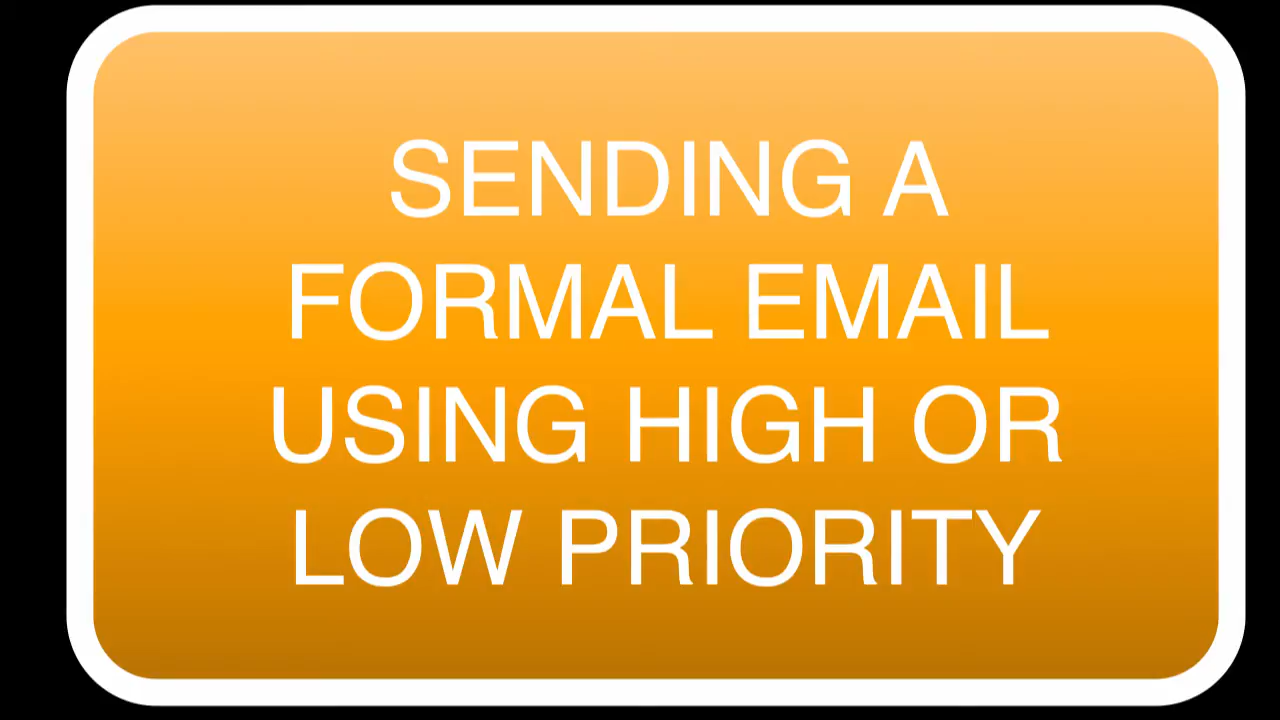 SENDING A
FORMAL EMAIL
USING HIGH OR
LOW PRIORITY